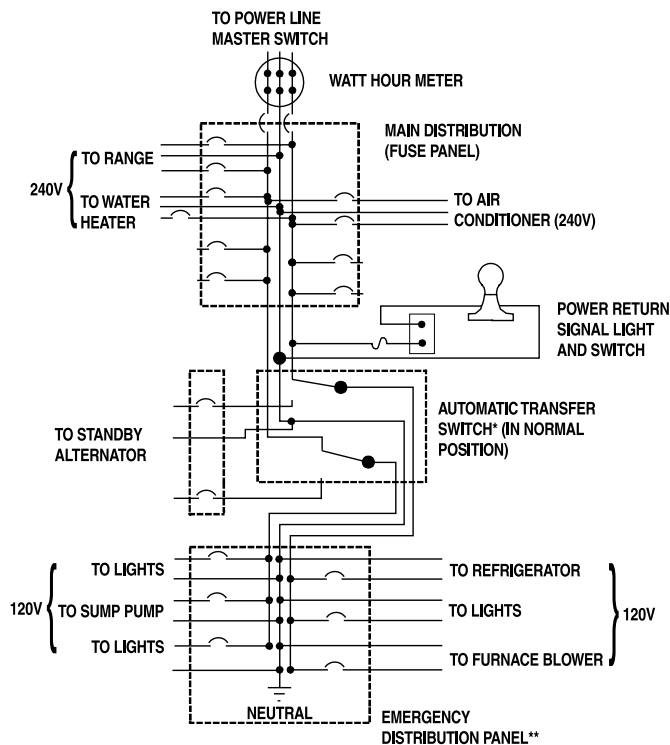 TO POWER LINE
MASTER SWITCH
WATT HOUR METER
MAIN DISTRIBUTION
(FUSE PANEL)
TO RANGE
240V
TO WATER
HEATER
TO AIR
CONDITIONER (240V)
POWER RETURN
SIGNAL LIGHT
AND SWITCH
AUTOMATIC TRANSFER
SWITCH* (IN NORMAL
POSITION)
TO STANDBY
ALTERNATOR
TO LIGHTS
120V
TO SUMP PUMP
TO LIGHTS
TO REFRIGERATOR
TO LIGHTS
120V
TO FURNACE BLOWER
NEUTRAL
EMERGENCY
DISTRIBUTION PANEL**